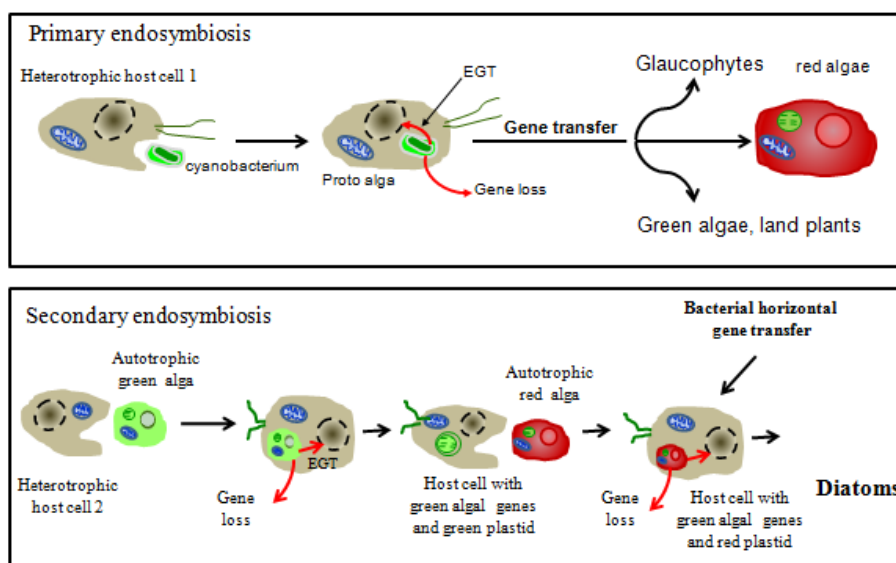 Primary endosymbiosis
Heterotrophic host cell 1
cyanobacterium
EGT
Proto alga
Gene loss
Gene transfer
Glaucophytes
red algae
Green algae, land plants
Secondary endosymbiosis
Bacterial horizontal
gene transfer
Autotrophic
green alga
Heterotrophic
host cell 2
EGT
Gene
loss
Autotrophic
red alga
Host cell with
green algal genes
and green plastid
Gene
loss
Host cell with
green algal genes
and red plastid
Diatoms